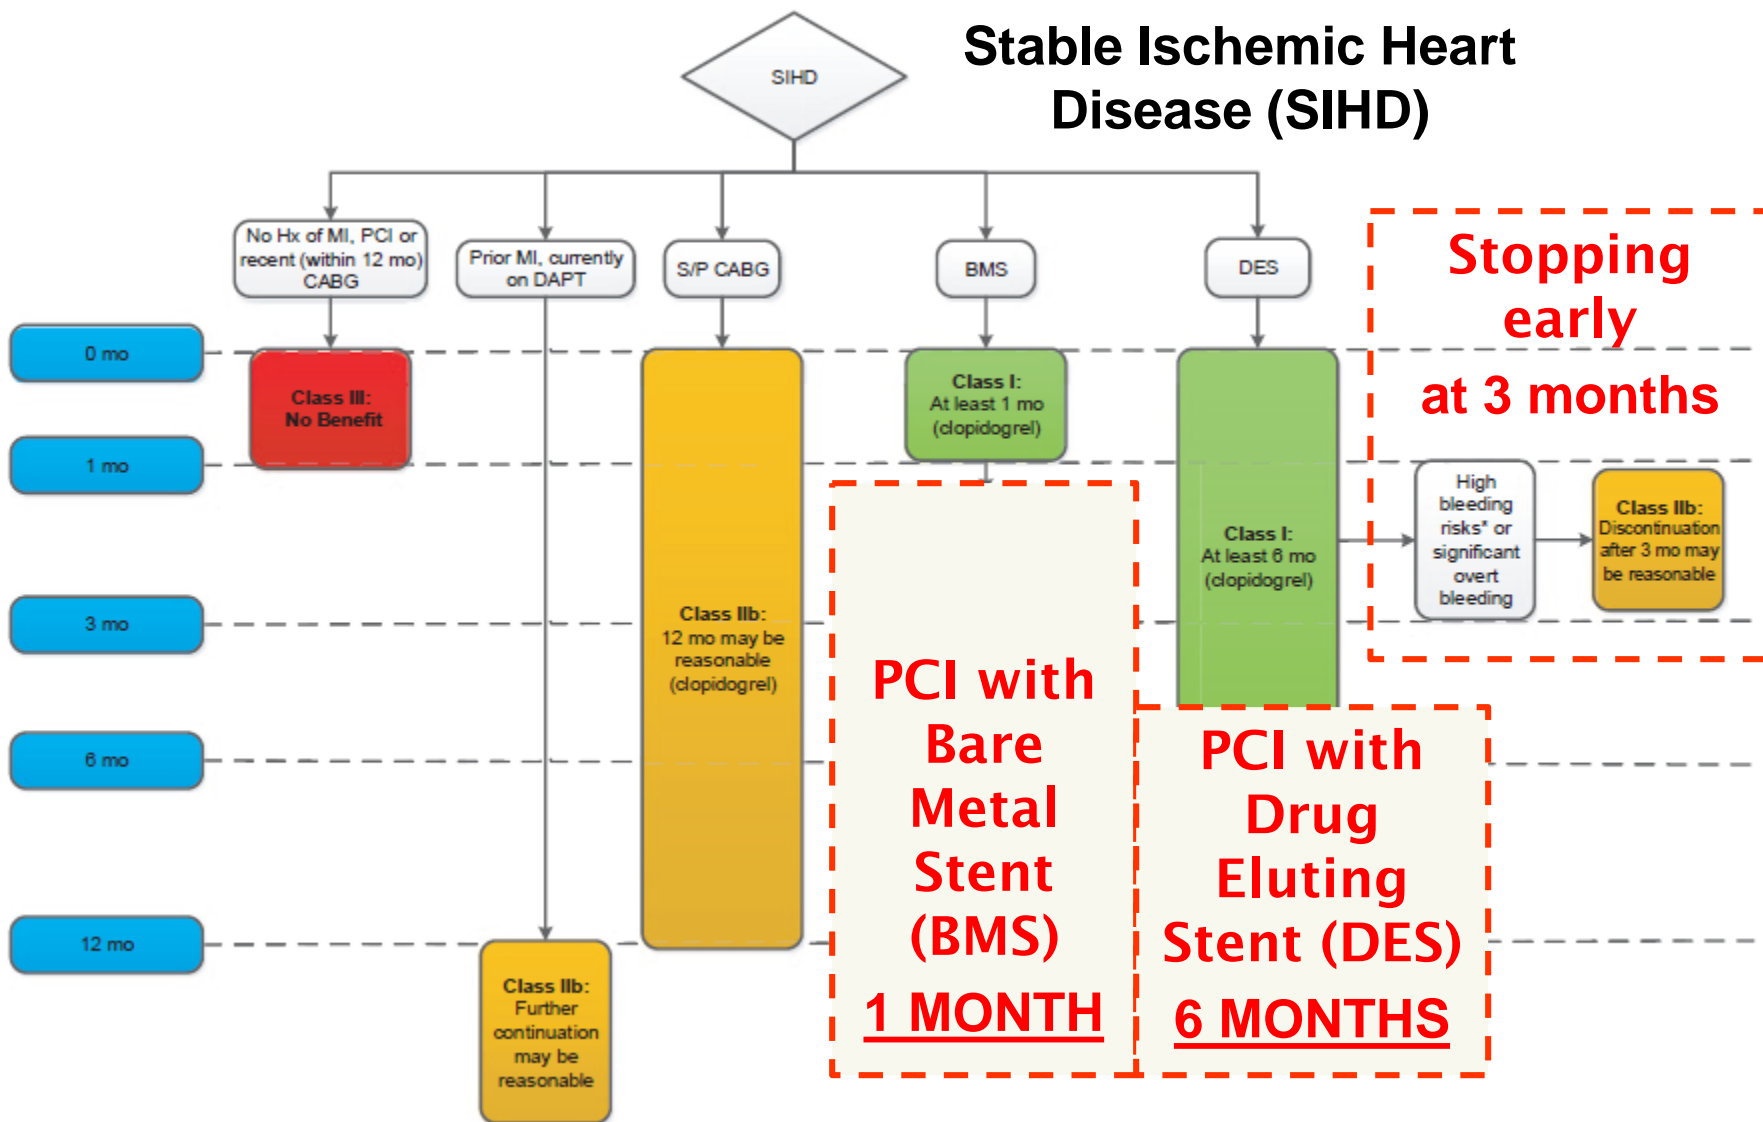 Stable Ischemic Heart
Disease (SIHD)
SIHD
No Hx of MI, PCI or
recent (within 12 mo)
CABG
Prior MI, currently
on DAPT
S/P CABG
BMS
DES
Stopping
early
at 3 months
0 mo
1 mo
3 mo
6 mo
12 mo
Class III:
No Benefit
Class IIb:
Further
continuation
may be
reasonable
Class IIb:
12 mo may be
reasonable
(clopidogrel)
Class I:
At least 1 mo
(clopidogrel)
Class I:
At least 6 mo
(clopidogrel)
High
bleeding
risks* or
significant
overt
bleeding
Class IIb:
Discontinuation
after 3 mo may
be reasonable
PCI with
Bare
Metal
Stent
(BMS)
1 MONTH
PCI with
Drug
Eluting
Stent (DES)
6 MONTHS